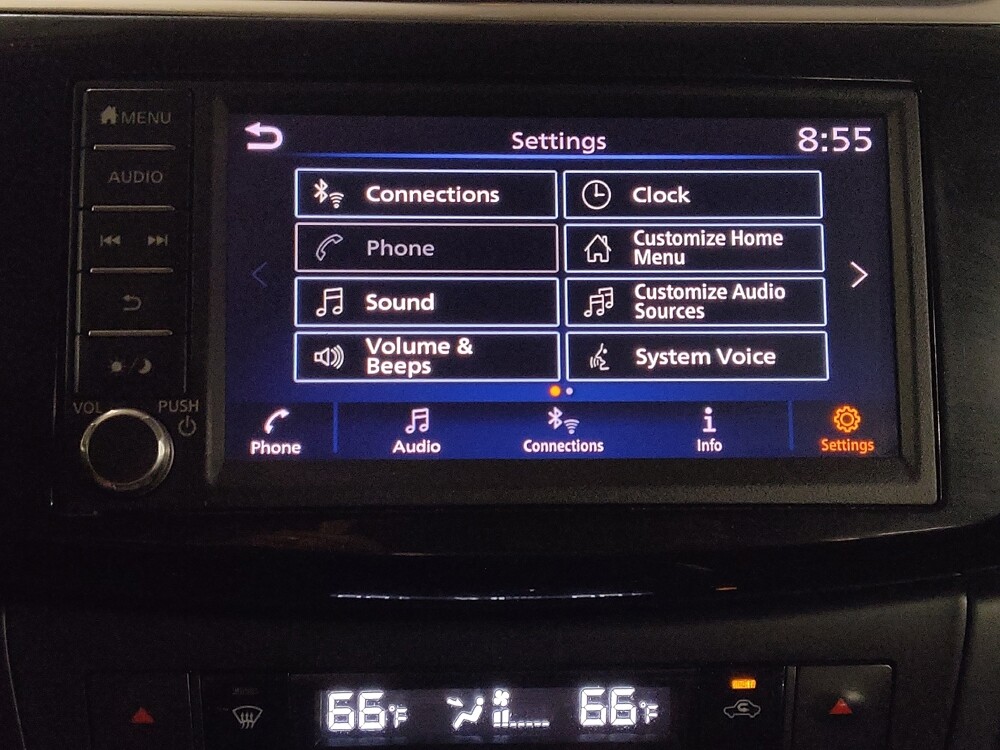 MENU
AUDIO
VOL
PUSH
Settings
8:55
Connections
Clock
Phone
Customize Home
Menu
Sound
Customize Audio
Sources
Volume &
Beeps
System Voice
Phone
Audio
Connections
Info
Settings
66°F
66°F